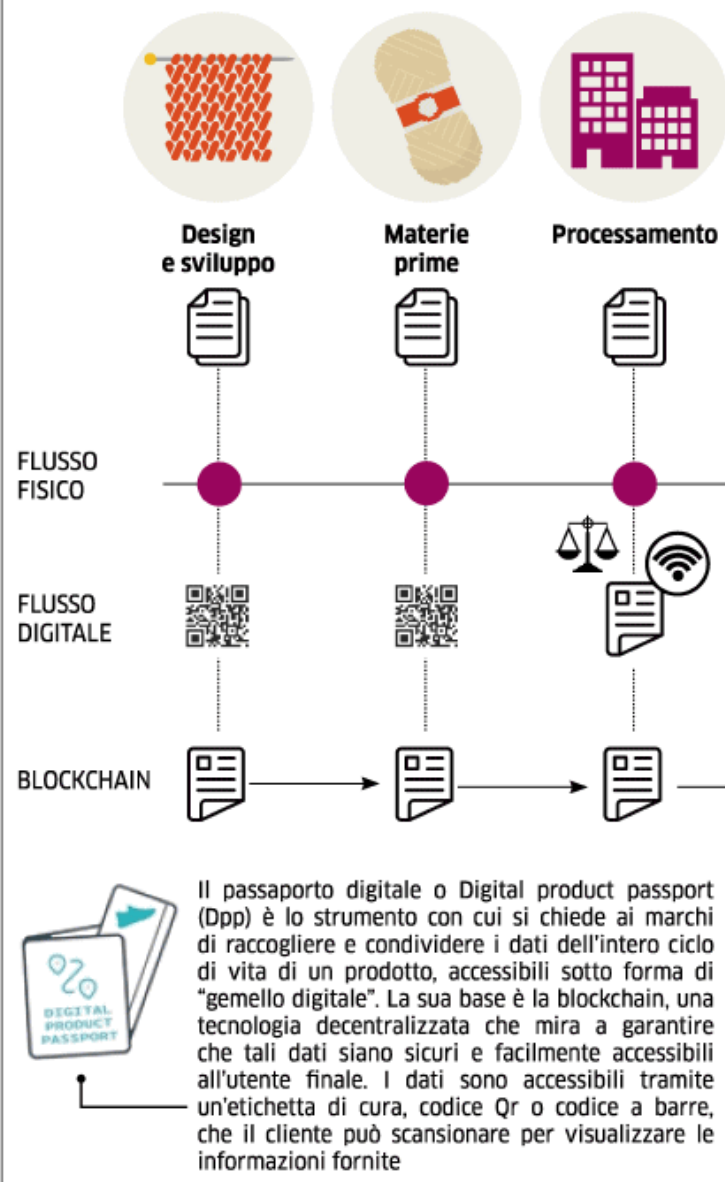 Design
e sviluppo
Materie
prime
Processamento
FLUSSO
FISICO
FLUSSO
DIGITALE
BLOCKCHAIN
DIGITAL
PRODUCT
PASSPORT
Il passaporto digitale o Digital product passport
(Dpp) è lo strumento con cui si chiede ai marchi
di raccogliere e condividere i dati dell'intero ciclo
di vita di un prodotto, accessibili sotto forma di
“gemello digitale”. La sua base è la blockchain, una
tecnologia decentralizzata che mira a garantire
che tali dati siano sicuri e facilmente accessibili
all'utente finale. I dati sono accessibili tramite
un'etichetta di cura, codice Qr o codice a barre,
che il cliente può scansionare per visualizzare le
informazioni fornite